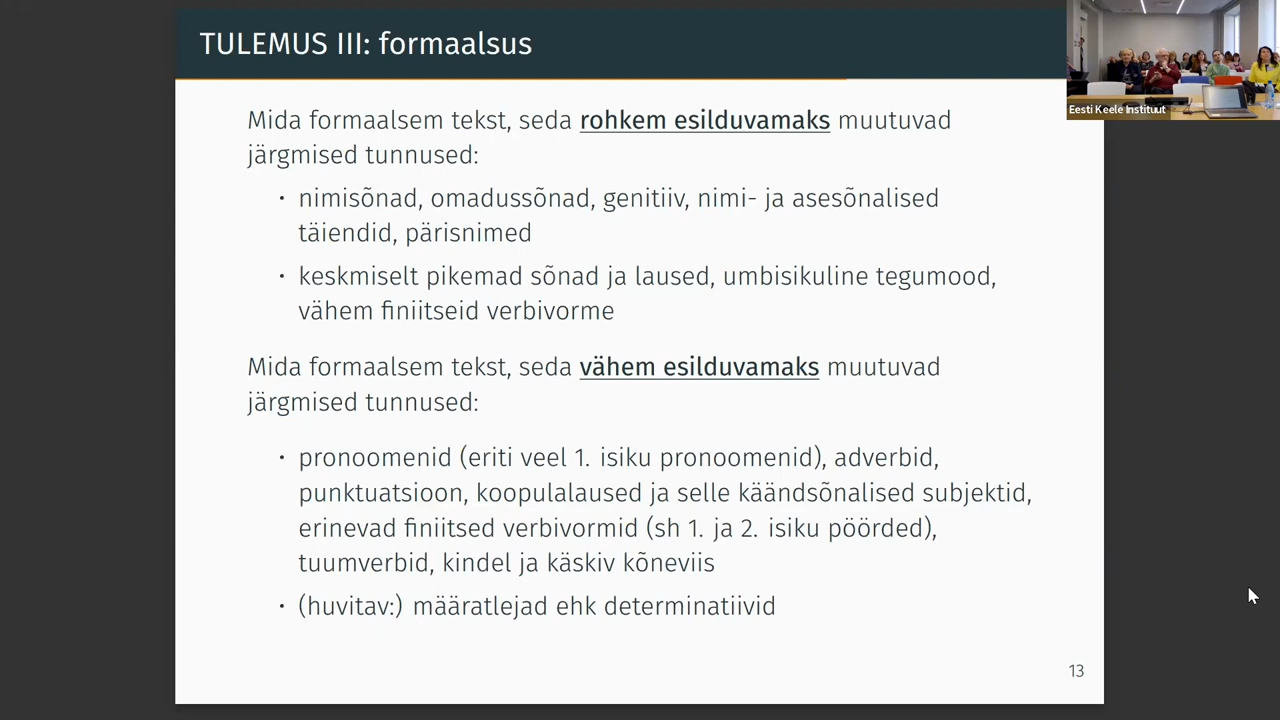 TULEMUS III: formaalsus
Eesti Keele Instituut
Mida formaalsem tekst, seda rohkem esilduvamaks muutuvad
järgmised tunnused:
• nimisõnad, omadussõnad, genitiiv, nimi- ja asesõnalised
täiendid, pärisnimed
• keskmiselt pikemad sõnad ja laused, umbisikuline tegumood,
vähem finiitseid verbivorme
Mida formaalsem tekst, seda vähem esilduvamaks muutuvad
järgmised tunnused:
• pronoomenid (eriti veel 1. isiku pronoomenid), adverbid,
punktuatsioon, koopulalaused ja selle käändsõnalised subjektid,
erinevad finiitsed verbivormid (sh 1. ja 2. isiku pöörded),
tuumverbid, kindel ja käskiv kõneviis
• (huvitav:) määratlejad ehk determinatiivid
13